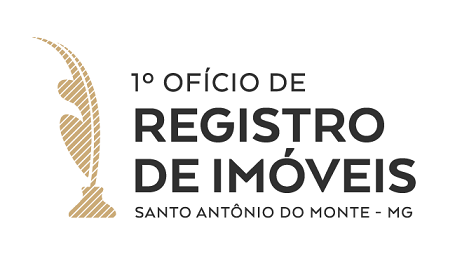 1º OFÍCIO DE
REGISTRO
DE IMÓVEIS
SANTO ANTÔNIO DO MONTE - MG